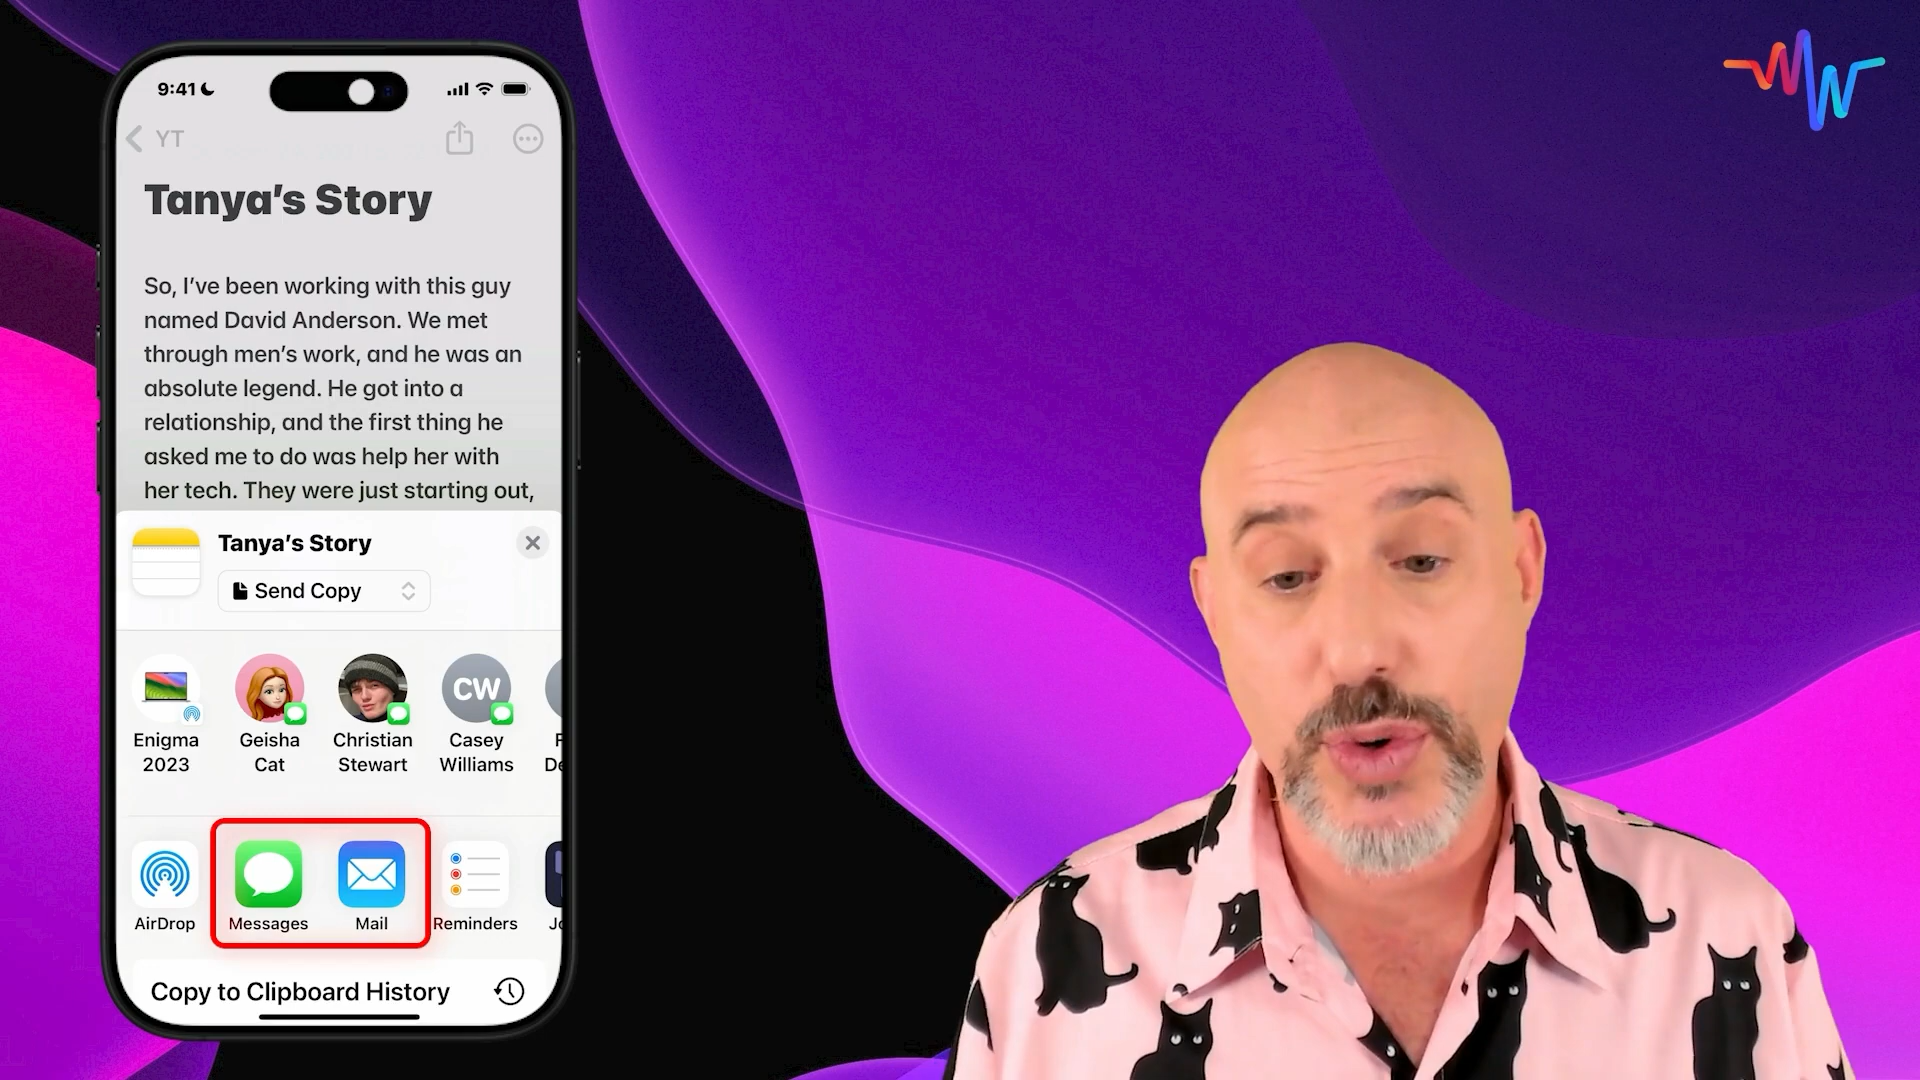 9:41
YT
Tanya's Story
So, I've been working with this guy
named David Anderson. We met
through men's work, and he was an
absolute legend. He got into a
relationship, and the first thing he
asked me to do was help her with
her tech. They were just starting out,
Tanya's Story
Send Copy
Enigma
2023
Geisha
Cat
Christian
Stewart
CW
Casey
Williams
AirDrop
Messages
Mail
Reminders
Copy to Clipboard History